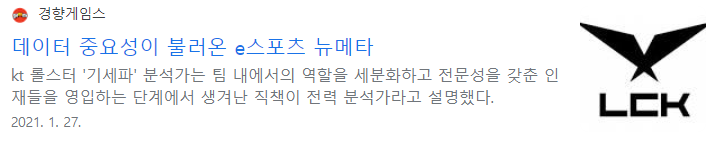 경향게임스
데이터 중요성이 불러온 e스포츠 뉴메타
kt 롤스터 '기세파' 분석가는 팀 내에서의 역할을 세분화하고 전문성을 갖춘 인
재들을 영입하는 단계에서 생겨난 직책이 전력 분석가라고 설명했다.
2021. 1. 27.
LCK